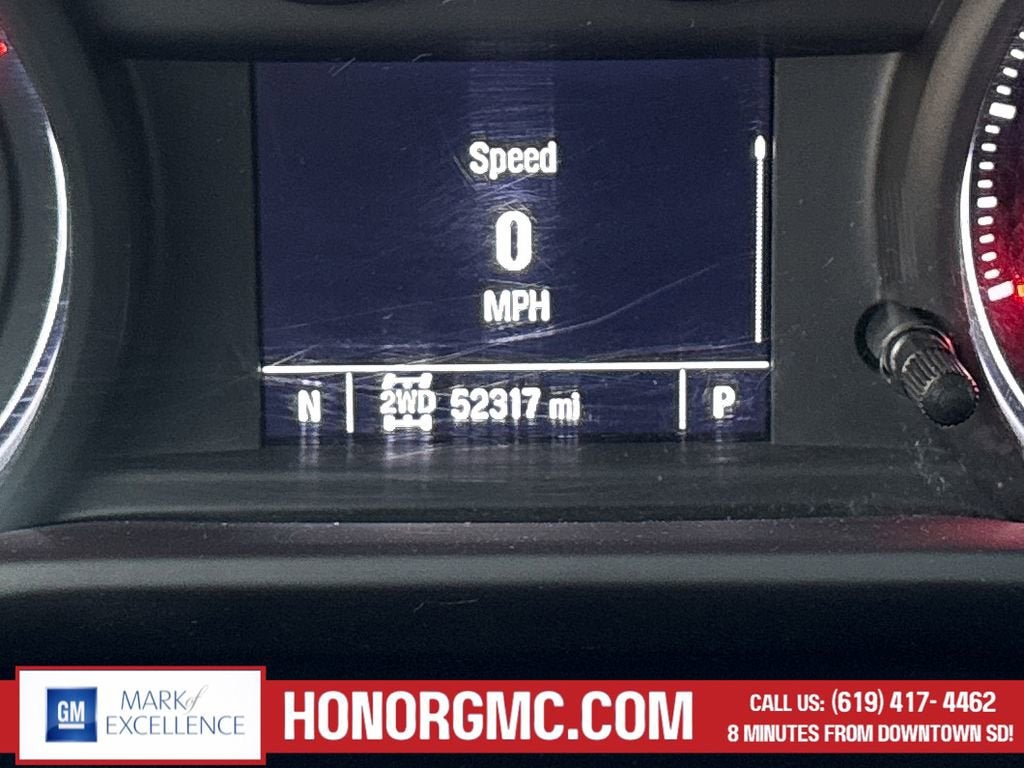 Speed
0
MPH
N 2WD 52317 mi P
GM MARK of EXCELLENCE
HONORGMC.COM
CALL US: (619) 417- 4462
8 MINUTES FROM DOWNTOWN SD!